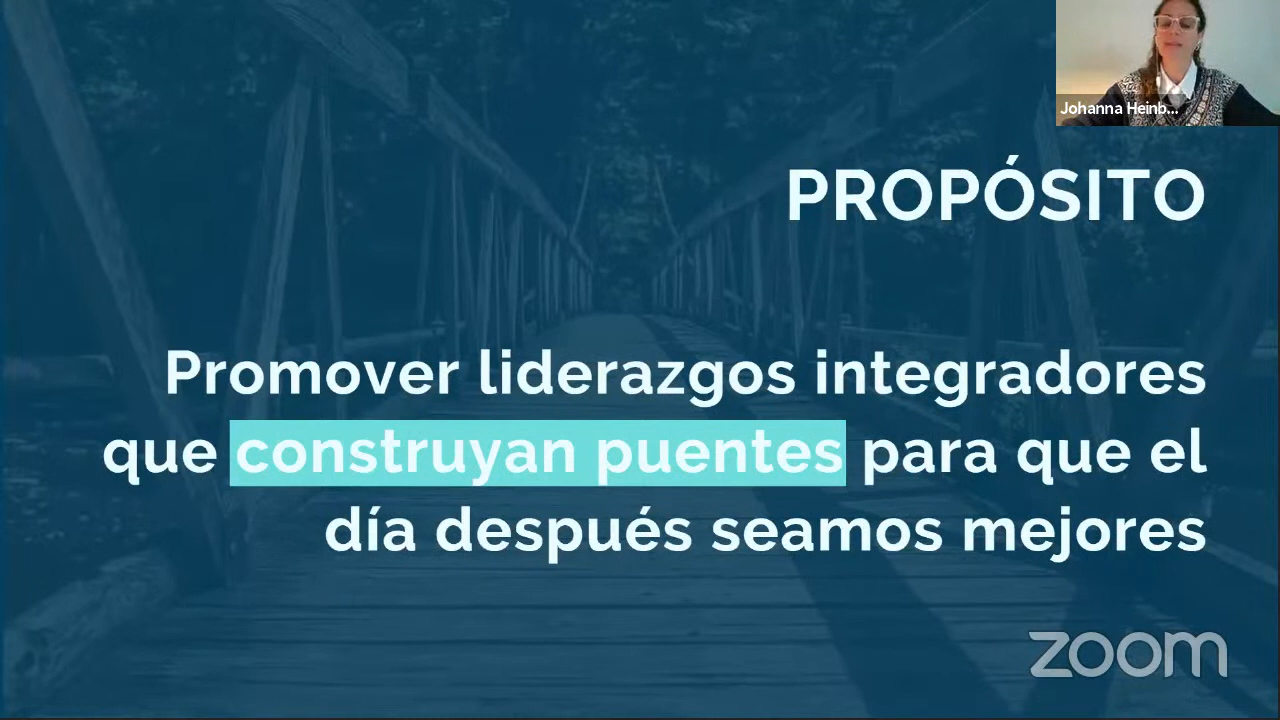 Johanna Heinb...
PROPÓSITO
Promover liderazgos integradores
que construyan puentes para que el
día después seamos mejores
zoom